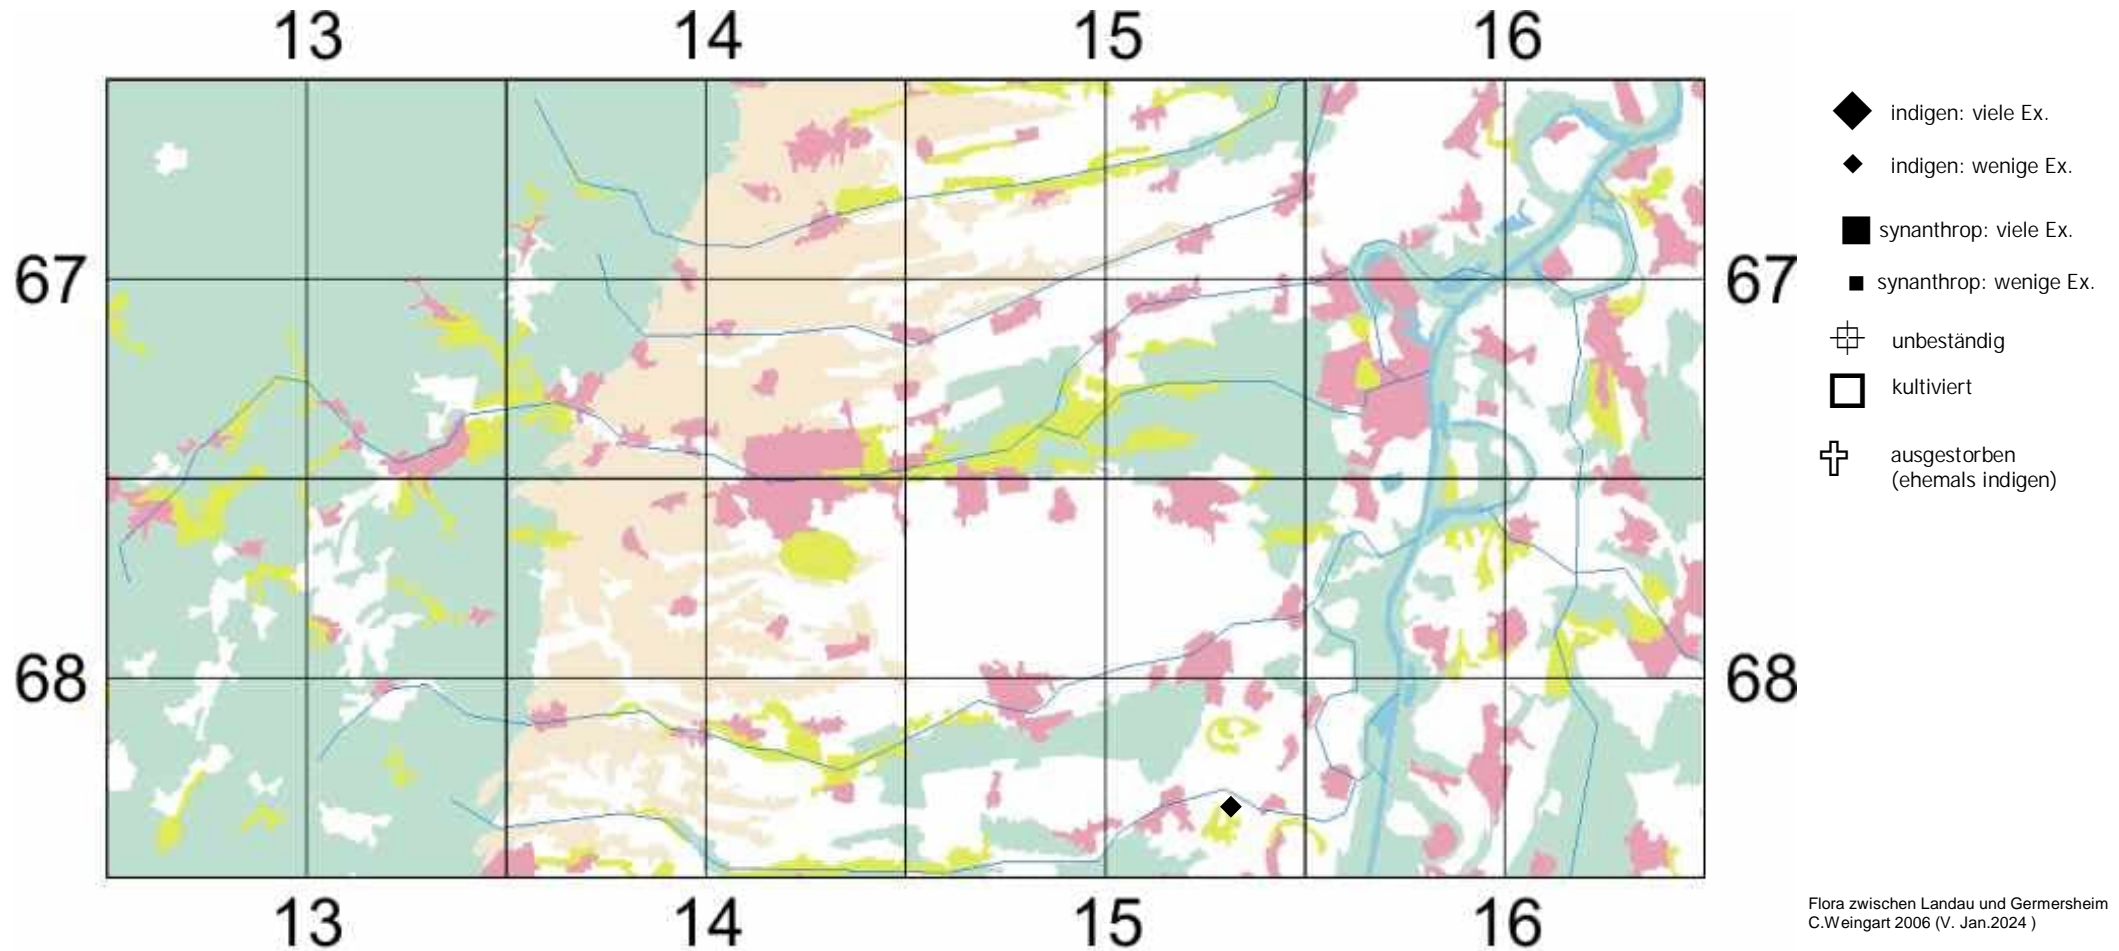 13 14 15 16
67 67
68 68
13 14 15 16
indigen: viele Ex.
indigen: wenige Ex.
synanthrop: viele Ex.
synanthrop: wenige Ex.
unbeständig
kultiviert
ausgestorben
(ehemals indigen)
Flora zwischen Landau und Germersheim
C.Weingart 2006 (V. Jan.2024 )